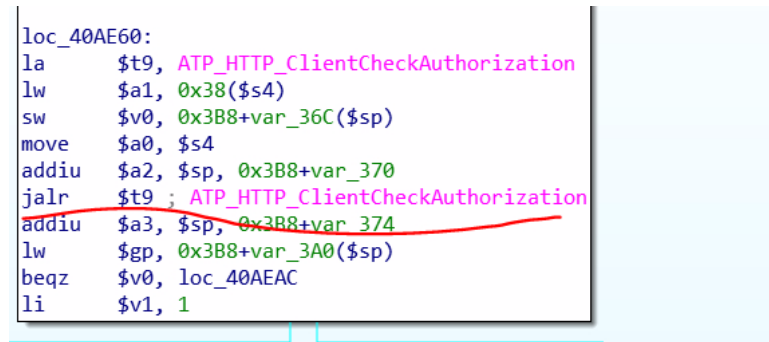 loc_40AE60:
la $t9, ATP_HTTP_ClientCheckAuthorization
lw $a1, 0x38($s4)
sw $v0, 0x3B8+var_36C($sp)
move $a0, $s4
addiu $a2, $sp, 0x3B8+var_370
jalr $t9 ; ATP_HTTP_ClientCheckAuthorization
addiu $a3, $sp, 0x3B8+var_374
lw $gp, 0x3B8+var_3A0($sp)
beqz $v0, loc_40AEAC
li $v1, 1